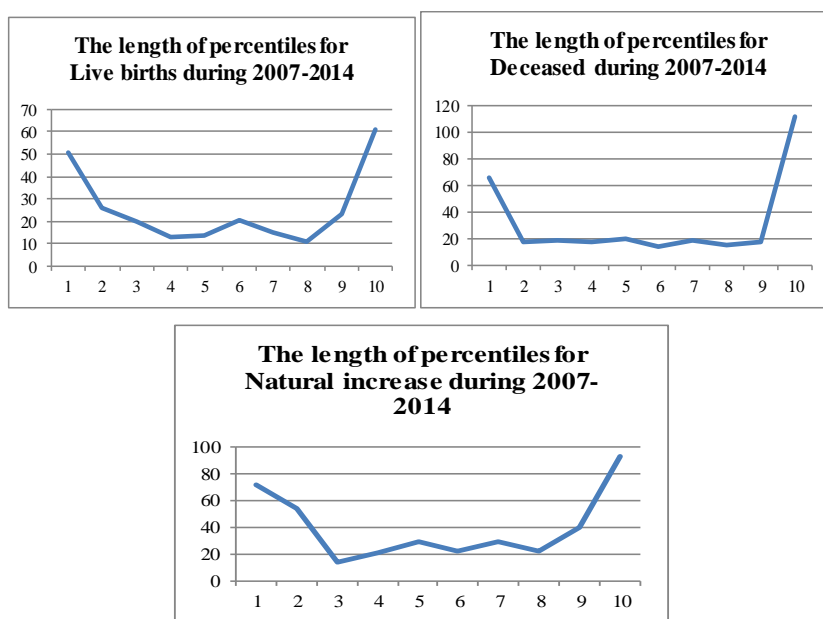 The length of percentiles for
Live births during 2007-2014
70
60
50
40
30
20
10
0
1 2 3 4 5 6 7 8 9 10
The length of percentiles for
Deceased during 2007-2014
120
100
80
60
40
20
0
1 2 3 4 5 6 7 8 9 10
The length of percentiles for
Natural increase during 2007-
2014
100
80
60
40
20
0
1 2 3 4 5 6 7 8 9 10